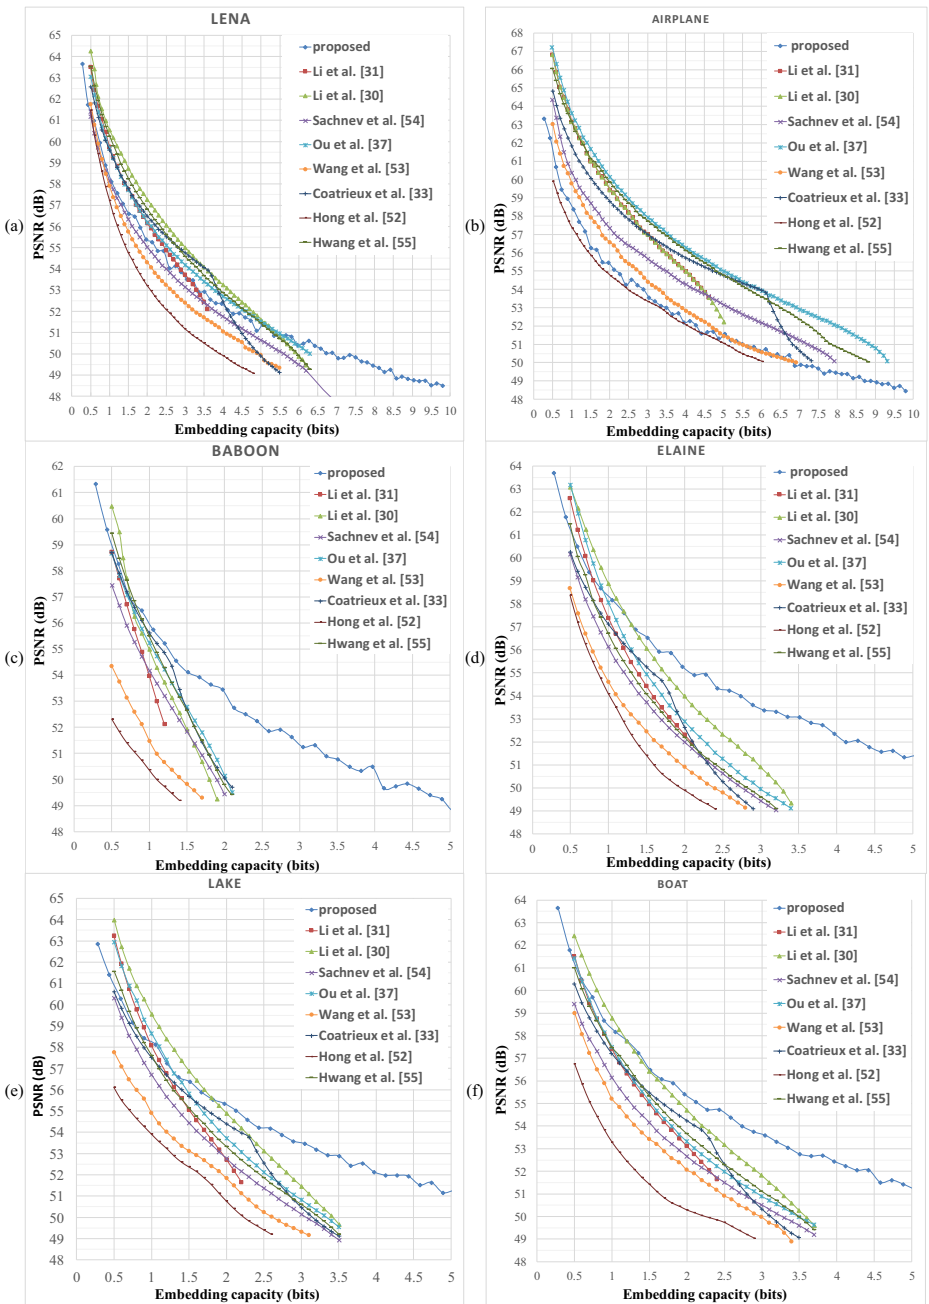 (a)
LENA
PSNR (dB)
65
64
63
62
61
60
59
58
57
56
55
54
53
52
51
50
49
48
0 0.5 1 1.5 2 2.5 3 3.5 4 4.5 5 5.5 6 6.5 7 7.5 8 8.5 9 9.5 10
Embedding capacity (bits)
proposed
Li et al. [31]
Li et al. [30]
Sachnev et al. [54]
Ou et al. [37]
Wang et al. [53]
Coatrieux et al. [33]
Hong et al. [52]
Hwang et al. [55]
(b)
AIRPLANE
PSNR (dB)
68
67
66
65
64
63
62
61
60
59
58
57
56
55
54
53
52
51
50
49
48
0 0.5 1 1.5 2 2.5 3 3.5 4 4.5 5 5.5 6 6.5 7 7.5 8 8.5 9 9.5 10
Embedding capacity (bits)
proposed
Li et al. [31]
Li et al. [30]
Sachnev et al. [54]
Ou et al. [37]
Wang et al. [53]
Coatrieux et al. [33]
Hong et al. [52]
Hwang et al. [55]
(c)
BABOON
PSNR (dB)
62
61
60
59
58
57
56
55
54
53
52
51
50
49
48
0 0.5 1 1.5 2 2.5 3 3.5 4 4.5 5
Embedding capacity (bits)
proposed
Li et al. [31]
Li et al. [30]
Sachnev et al. [54]
Ou et al. [37]
Wang et al. [53]
Coatrieux et al. [33]
Hong et al. [52]
Hwang et al. [55]
(d)
ELAINE
PSNR (dB)
64
63
62
61
60
59
58
57
56
55
54
53
52
51
50
49
48
0 0.5 1 1.5 2 2.5 3 3.5 4 4.5 5
Embedding capacity (bits)
proposed
Li et al. [31]
Li et al. [30]
Sachnev et al. [54]
Ou et al. [37]
Wang et al. [53]
Coatrieux et al. [33]
Hong et al. [52]
Hwang et al. [55]
(e)
LAKE
PSNR (dB)
65
64
63
62
61
60
59
58
57
56
55
54
53
52
51
50
49
48
0 0.5 1 1.5 2 2.5 3 3.5 4 4.5 5
Embedding capacity (bits)
proposed
Li et al. [31]
Li et al. [30]
Sachnev et al. [54]
Ou et al. [37]
Wang et al. [53]
Coatrieux et al. [33]
Hong et al. [52]
Hwang et al. [55]
(f)
BOAT
PSNR (dB)
64
63
62
61
60
59
58
57
56
55
54
53
52
51
50
49
48
0 0.5 1 1.5 2 2.5 3 3.5 4 4.5 5
Embedding capacity (bits)
proposed
Li et al. [31]
Li et al. [30]
Sachnev et al. [54]
Ou et al. [37]
Wang et al. [53]
Coatrieux et al. [33]
Hong et al. [52]
Hwang et al. [55]